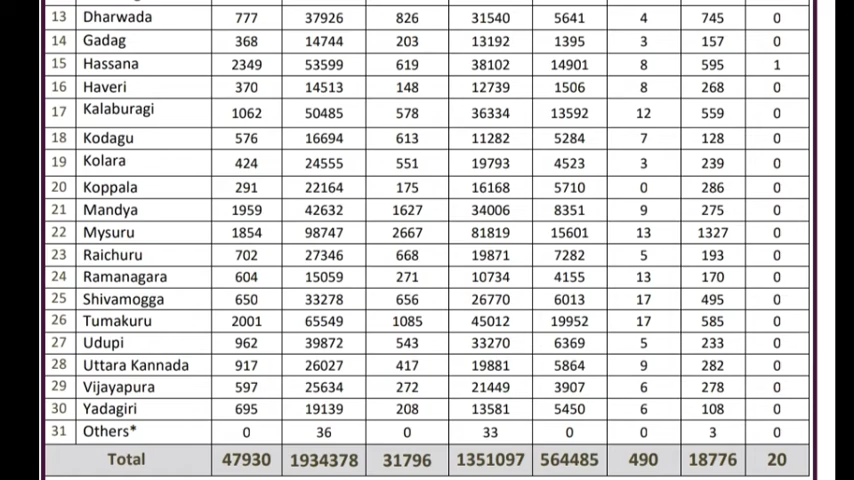 13 Dharwada 777 37926 826 31540 5641 4 745 0
14 Gadag 368 14744 203 13192 1395 3 157 0
15 Hassana 2349 53599 619 38102 14901 8 595 1
16 Haveri 370 14513 148 12739 1506 8 268 0
17 Kalaburagi 1062 50485 578 36334 13592 12 559 0
18 Kodagu 576 16694 613 11282 5284 7 128 0
19 Kolara 424 24555 551 19793 4523 3 239 0
20 Koppala 291 22164 175 16168 5710 0 286 0
21 Mandya 1959 42632 1627 34006 8351 9 275 0
22 Mysuru 1854 98747 2667 81819 15601 13 1327 0
23 Raichuru 702 27346 668 19871 7282 5 193 0
24 Ramanagara 604 15059 271 10734 4155 13 170 0
25 Shivamogga 650 33278 656 26770 6013 17 495 0
26 Tumakuru 2001 65549 1085 45012 19952 17 585 0
27 Udupi 962 39872 543 33270 6369 5 233 0
28 Uttara Kannada 917 26027 417 19881 5864 9 282 0
29 Vijayapura 597 25634 272 21449 3907 6 278 0
30 Yadagiri 695 19139 208 13581 5450 6 108 0
31 Others* 0 36 0 33 0 0 3 0
Total 47930 1934378 31796 1351097 564485 490 18776 20